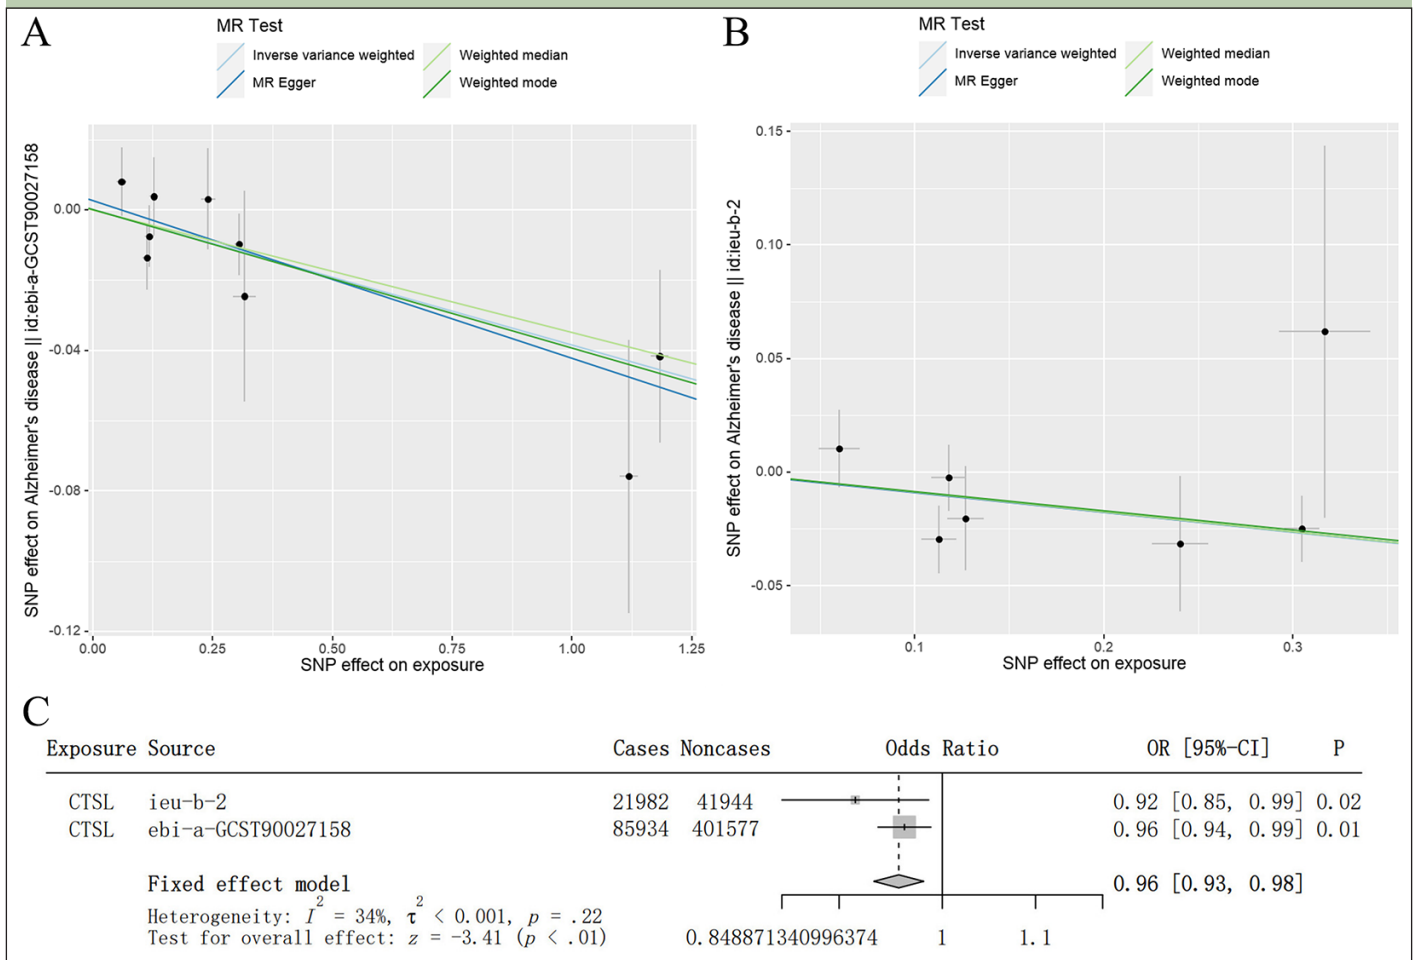 A
MR Test
Inverse variance weighted
Weighted median
MR Egger
Weighted mode
SNP effect on Alzheimer's disease || id:ebi-a-GCST90027158
0.00
-0.04
-0.08
-0.12
0.00 0.25 0.50 0.75 1.00 1.25
SNP effect on exposure
B
MR Test
Inverse variance weighted
Weighted median
MR Egger
Weighted mode
SNP effect on Alzheimer's disease || id:ieu-b-2
0.15
0.10
0.05
0.00
-0.05
0.1 0.2 0.3
SNP effect on exposure
C
Exposure Source Cases Noncases Odds Ratio OR [95%-CI] P
CTSL ieu-b-2 21982 41944 0.92 [0.85, 0.99] 0.02
CTSL ebi-a-GCST90027158 85934 401577 0.96 [0.94, 0.99] 0.01
Fixed effect model 0.96 [0.93, 0.98]
Heterogeneity: I² = 34%, τ² < 0.001, p = .22
Test for overall effect: z = -3.41 (p < .01) 0.848871340996374 1 1.1